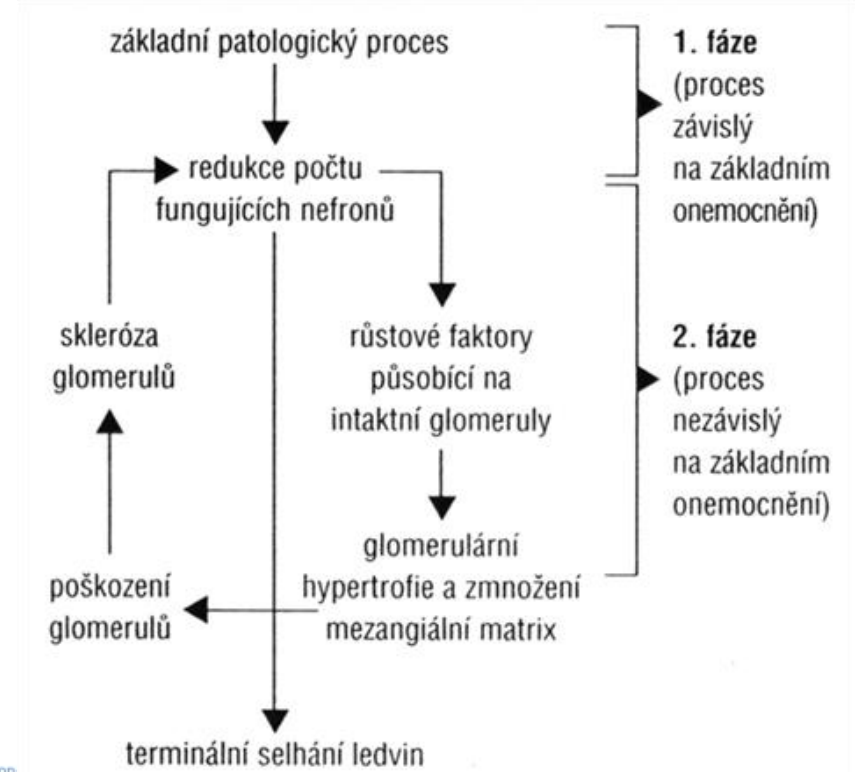 základní patologický proces
redukce počtu
fungujících nefronů
skleróza
glomerulů
růstové faktory
působící na
intaktní glomeruly
glomerulární
hypertrofie a zmnožení
mezangiální matrix
poškození
glomerulů
terminální selhání ledvin
1. fáze
(proces
závislý
na základním
onemocnění)
2. fáze
(proces
nezávislý
na základním
onemocnění)